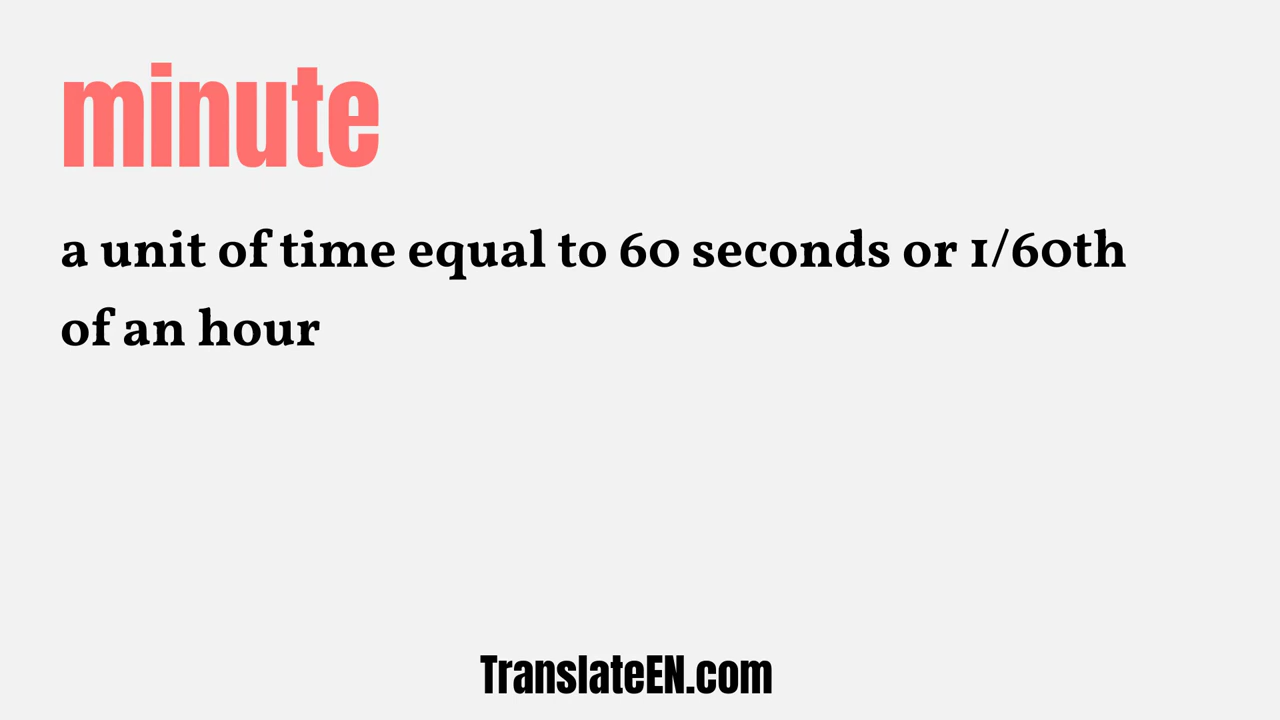 minute
a unit of time equal to 60 seconds or 1/60th
of an hour
TranslateEN.com